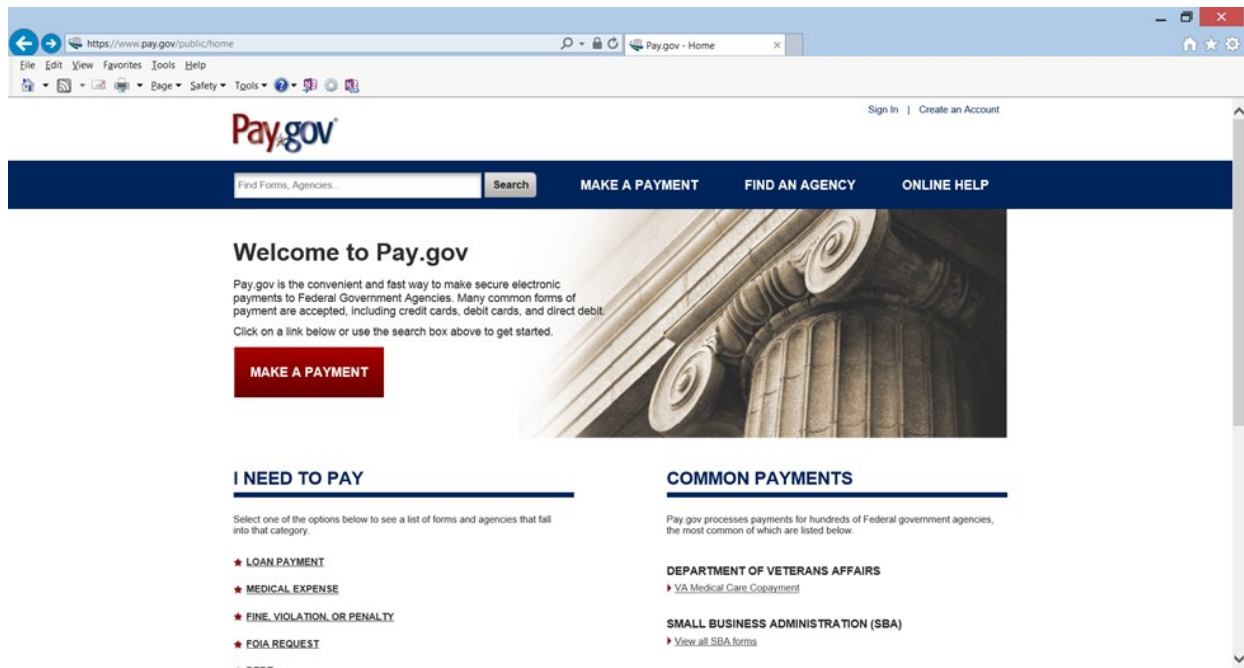 https://www.pay.gov/public/home
Pay.gov - Home
File Edit View Favorites Tools Help
Page Safety Tools
Sign In | Create an Account
Pay.gov
Find Forms, Agencies...
Search
MAKE A PAYMENT
FIND AN AGENCY
ONLINE HELP
Welcome to Pay.gov
Pay.gov is the convenient and fast way to make secure electronic
payments to Federal Government Agencies. Many common forms of
payment are accepted, including credit cards, debit cards, and direct debit.
Click on a link below or use the search box above to get started.
MAKE A PAYMENT
I NEED TO PAY
Select one of the options below to see a list of forms and agencies that fall
into that category.
LOAN PAYMENT
MEDICAL EXPENSE
FINE, VIOLATION, OR PENALTY
FOIA REQUEST
COMMON PAYMENTS
Pay.gov processes payments for hundreds of Federal government agencies,
the most common of which are listed below.
DEPARTMENT OF VETERANS AFFAIRS
VA Medical Care Copayment
SMALL BUSINESS ADMINISTRATION (SBA)
View all SBA forms